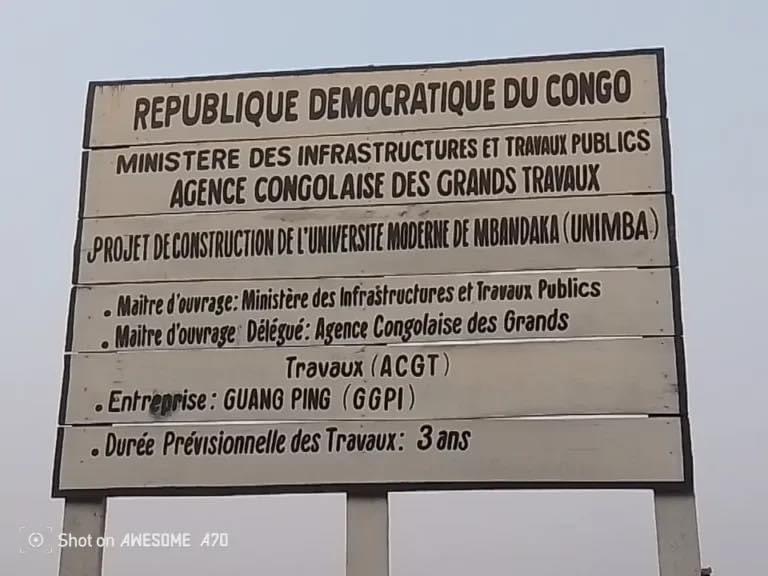 REPUBLIQUE DEMOCRATIQUE DU CONGO
MINISTERE DES INFRASTRUCTURES ET TRAVAUX PUBLICS
AGENCE CONGOLAISE DES GRANDS TRAVAUX
PROJET DE CONSTRUCTION DE L'UNIVERSITE MODERNE DE MBANDAKA (UNIMBA)
• Maître d'ouvrage: Ministère des Infrastructures et Travaux Publics
• Maître d'ouvrage Délégué: Agence Congolaise des Grands
Travaux (ACGT)
• Entreprise: GUANG PING (GGPI)
• Durée Prévisionnelle des Travaux: 3 ans
Shot on AWESOME A70